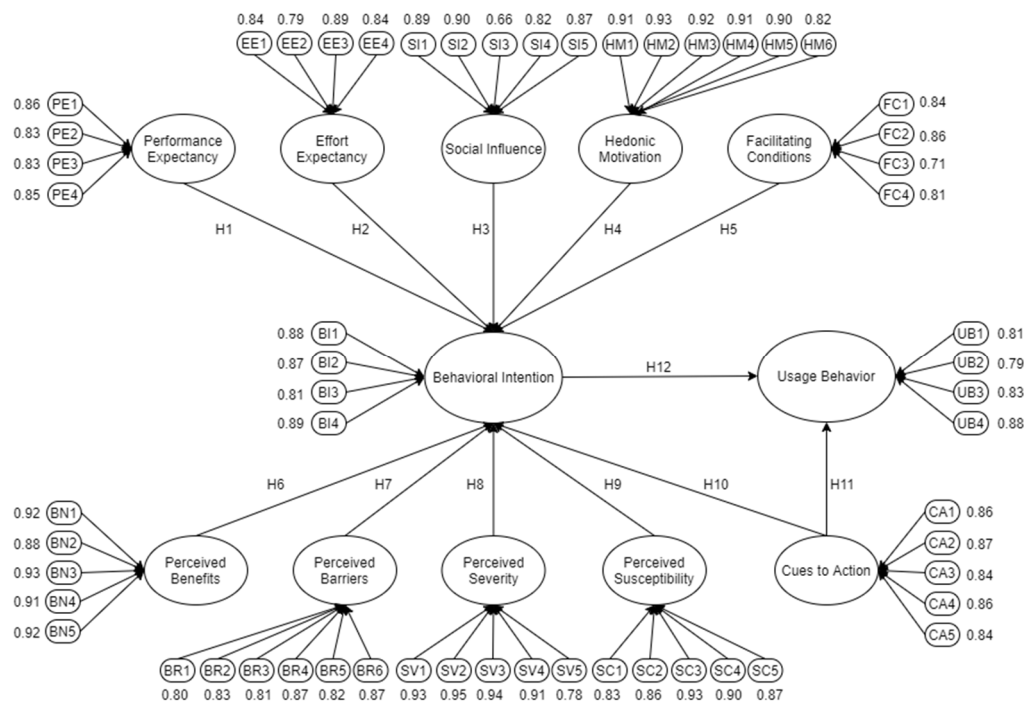 0.84 0.79 0.89 0.84 0.89 0.90 0.66 0.82 0.87 0.91 0.93 0.92 0.91 0.90 0.82
EE1 EE2 EE3 EE4 SI1 SI2 SI3 SI4 SI5 HM1 HM2 HM3 HM4 HM5 HM6
0.86 PE1
0.83 PE2
0.83 PE3
0.85 PE4
Performance
Expectancy
Effort
Expectancy
Social Influence
Hedonic
Motivation
Facilitating
Conditions
FC1 0.84
FC2 0.86
FC3 0.71
FC4 0.81
H1 H2 H3 H4 H5
0.88 BI1
0.87 BI2
0.81 BI3
0.89 BI4
Behavioral Intention
H12
Usage Behavior
UB1 0.81
UB2 0.79
UB3 0.83
UB4 0.88
H6 H7 H8 H9 H10 H11
0.92 BN1
0.88 BN2
0.93 BN3
0.91 BN4
0.92 BN5
Perceived
Benefits
Perceived
Barriers
Perceived
Severity
Perceived
Susceptibility
Cues to Action
CA1 0.86
CA2 0.87
CA3 0.84
CA4 0.86
CA5 0.84
BR1 BR2 BR3 BR4 BR5 BR6 SV1 SV2 SV3 SV4 SV5 SC1 SC2 SC3 SC4 SC5
0.80 0.83 0.81 0.87 0.82 0.87 0.93 0.95 0.94 0.91 0.78 0.83 0.86 0.93 0.90 0.87